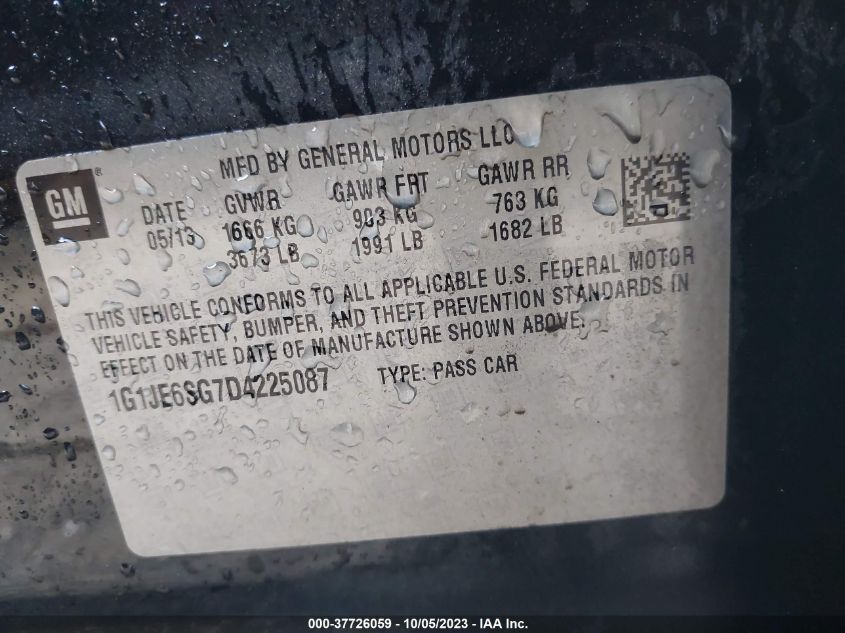 MFD BY GENERAL MOTORS LLC
GM ®
DATE GVWR GAWR FRT GAWR RR
05/13 1666 KG 903 KG 763 KG
3673 LB 1991 LB 1682 LB
THIS VEHICLE CONFORMS TO ALL APPLICABLE U.S. FEDERAL MOTOR
VEHICLE SAFETY, BUMPER, AND THEFT PREVENTION STANDARDS IN
EFFECT ON THE DATE OF MANUFACTURE SHOWN ABOVE.
1G1JE6SG7D4225087 TYPE: PASS CAR
000-37726059 - 10/05/2023 - IAA Inc.